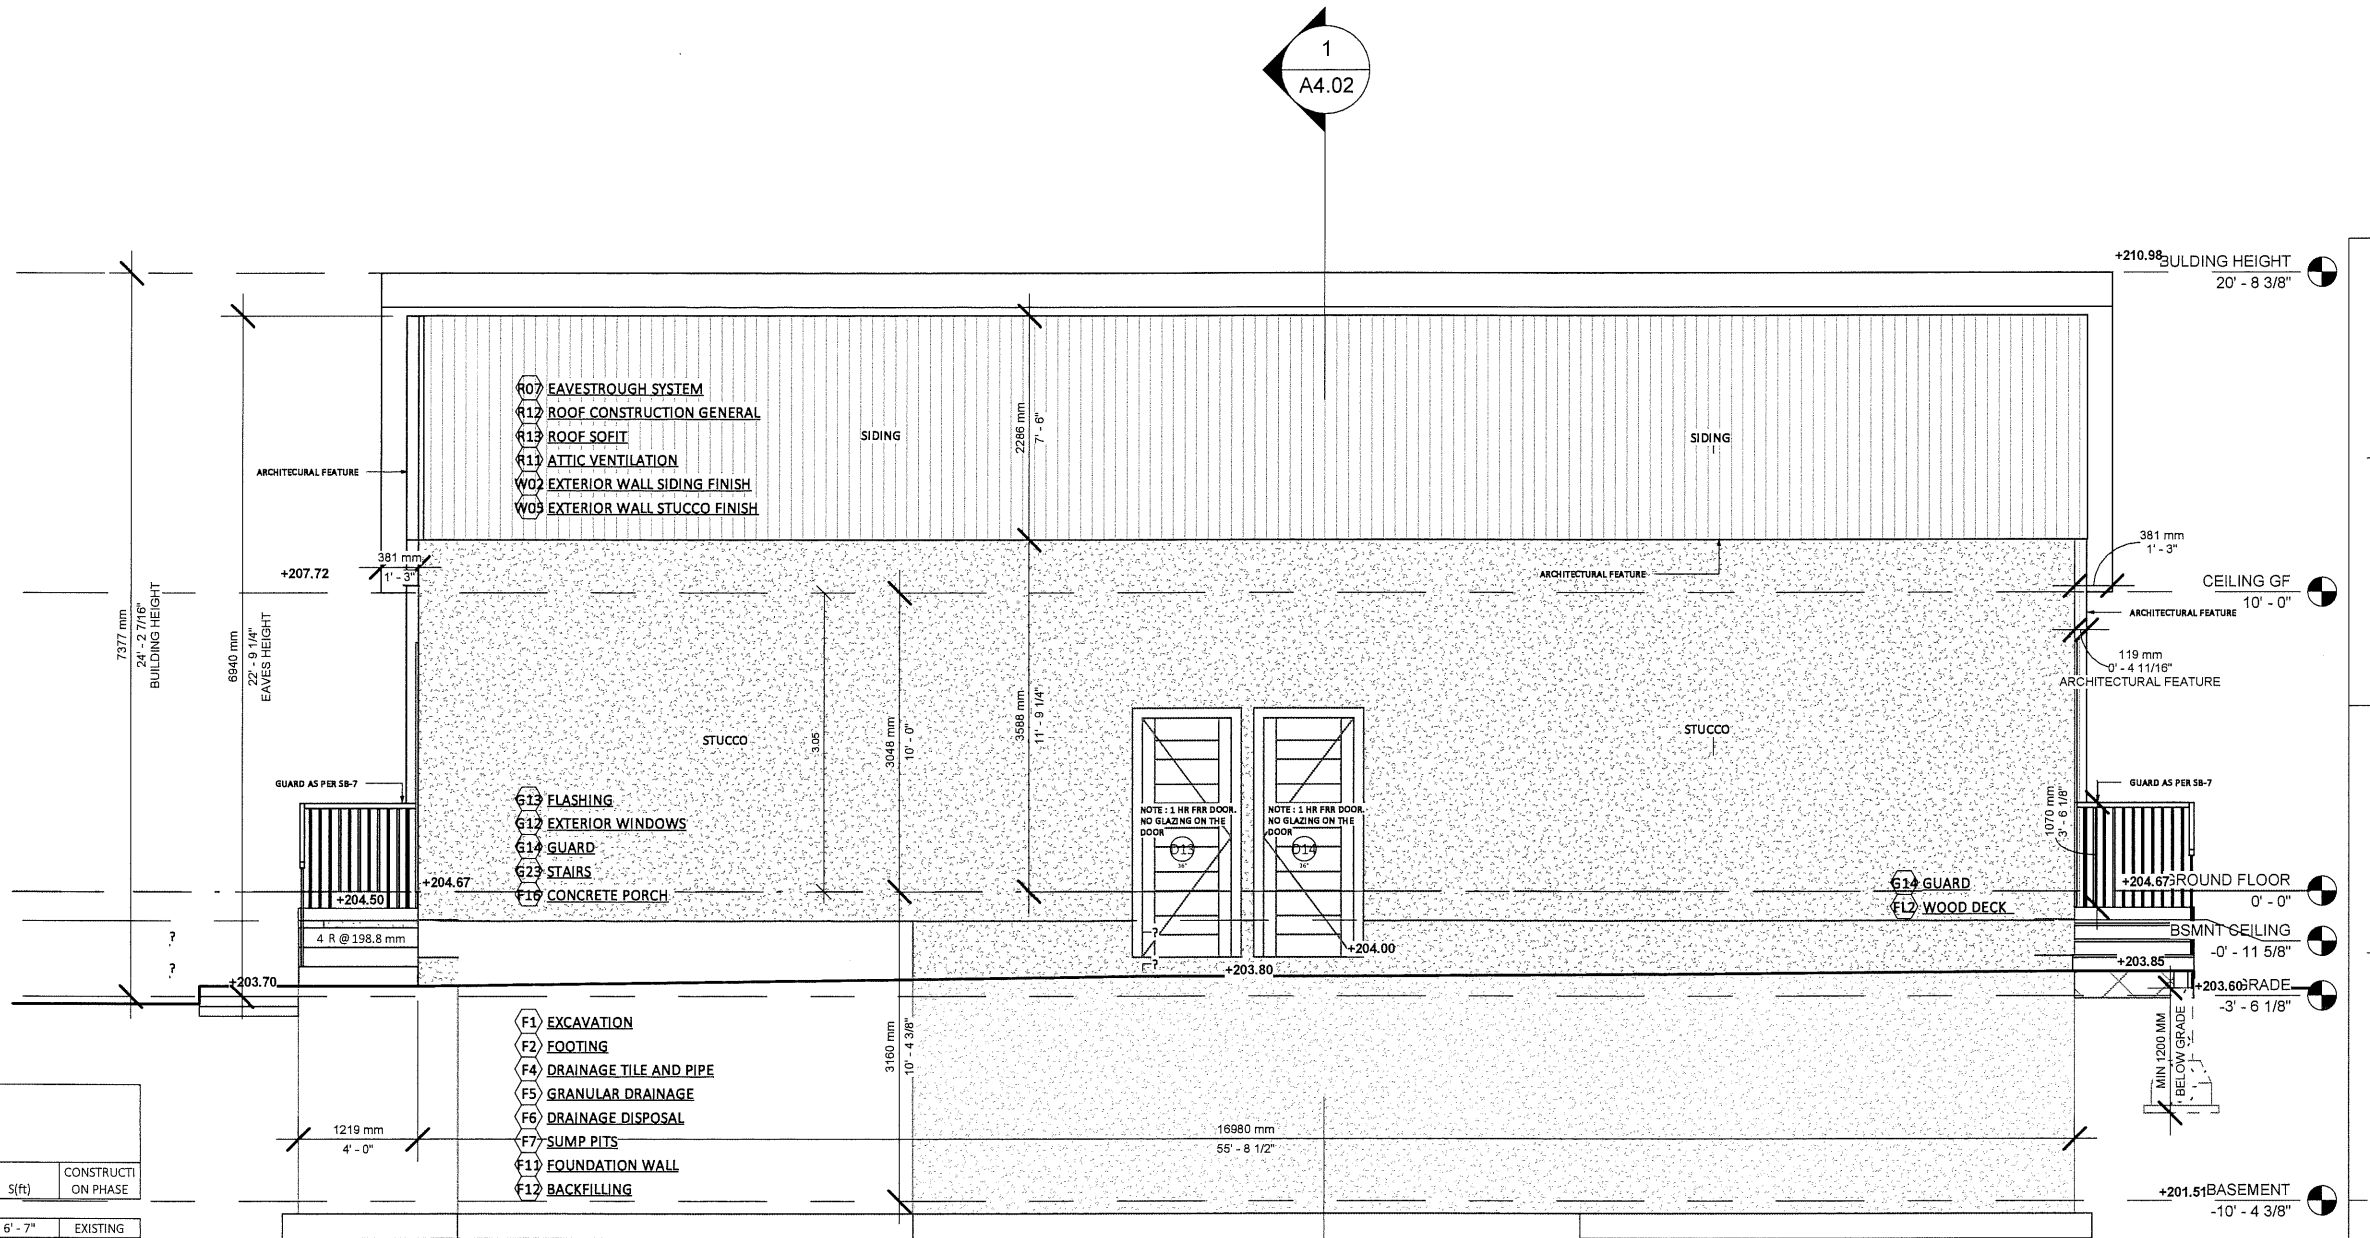 1
A4.02
+210.98
BULDING HEIGHT
20' - 8 3/8"
R07 EAVESTROUGH SYSTEM
R12 ROOF CONSTRUCTION GENERAL
R13 ROOF SOFIT
R11 ATTIC VENTILATION
W02 EXTERIOR WALL SIDING FINISH
W05 EXTERIOR WALL STUCCO FINISH
SIDING
2286 mm
7' - 6"
SIDING
ARCHITECURAL FEATURE
381 mm
1' - 3"
+207.72
ARCHITECTURAL FEATURE
381 mm
1' - 3"
CEILING GF
10' - 0"
ARCHITECTURAL FEATURE
119 mm
0' - 4 11/16"
ARCHITECTURAL FEATURE
7377 mm
24' - 2 7/16"
BUILDING HEIGHT
6940 mm
22' - 9 1/4"
EAVES HEIGHT
STUCCO
3.05
3048 mm
10' - 0"
3588 mm
11' - 9 1/4"
STUCCO
GUARD AS PER SB-7
GUARD AS PER SB-7
1070 mm
3' - 6 1/8"
G13 FLASHING
G12 EXTERIOR WINDOWS
G14 GUARD
G23 STAIRS
F16 CONCRETE PORCH
NOTE : 1 HR FRR DOOR.
NO GLAZING ON THE
DOOR
D13
36"
NOTE : 1 HR FRR DOOR.
NO GLAZING ON THE
DOOR
D14
36"
+204.67
+204.50
G14 GUARD
FL2 WOOD DECK
+204.67
GROUND FLOOR
0' - 0"
4 R @ 198.8 mm
?
?
?
?
+204.00
+203.80
BSMNT CEILING
-0' - 11 5/8"
+203.85
+203.70
+203.60
GRADE
-3' - 6 1/8"
F1 EXCAVATION
F2 FOOTING
F4 DRAINAGE TILE AND PIPE
F5 GRANULAR DRAINAGE
F6 DRAINAGE DISPOSAL
F7 SUMP PITS
F11 FOUNDATION WALL
F12 BACKFILLING
3160 mm
10' - 4 3/8"
MIN 1200 MM
BELOW GRADE
1219 mm
4' - 0"
16980 mm
55' - 8 1/2"
S(ft)
CONSTRUCTI
ON PHASE
6' - 7"
EXISTING
+201.51
BASEMENT
-10' - 4 3/8"